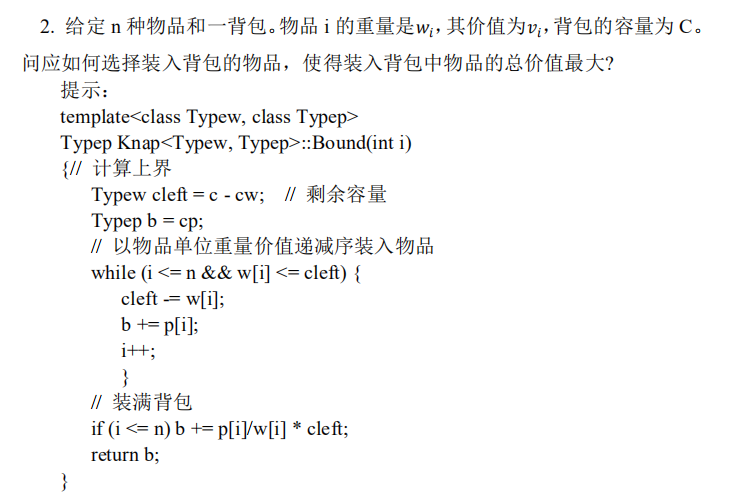 2. 给定 n 种物品和一背包。物品 i 的重量是wᵢ，其价值为vᵢ，背包的容量为 C。
问应如何选择装入背包的物品，使得装入背包中物品的总价值最大?
提示：
template<class Typew, class Typep>
Typep Knap<Typew, Typep>::Bound(int i)
{// 计算上界
Typew cleft = c - cw; // 剩余容量
Typep b = cp;
// 以物品单位重量价值递减序装入物品
while (i <= n && w[i] <= cleft) {
cleft -= w[i];
b += p[i];
i++;
}
// 装满背包
if (i <= n) b += p[i]/w[i] * cleft;
return b;
}